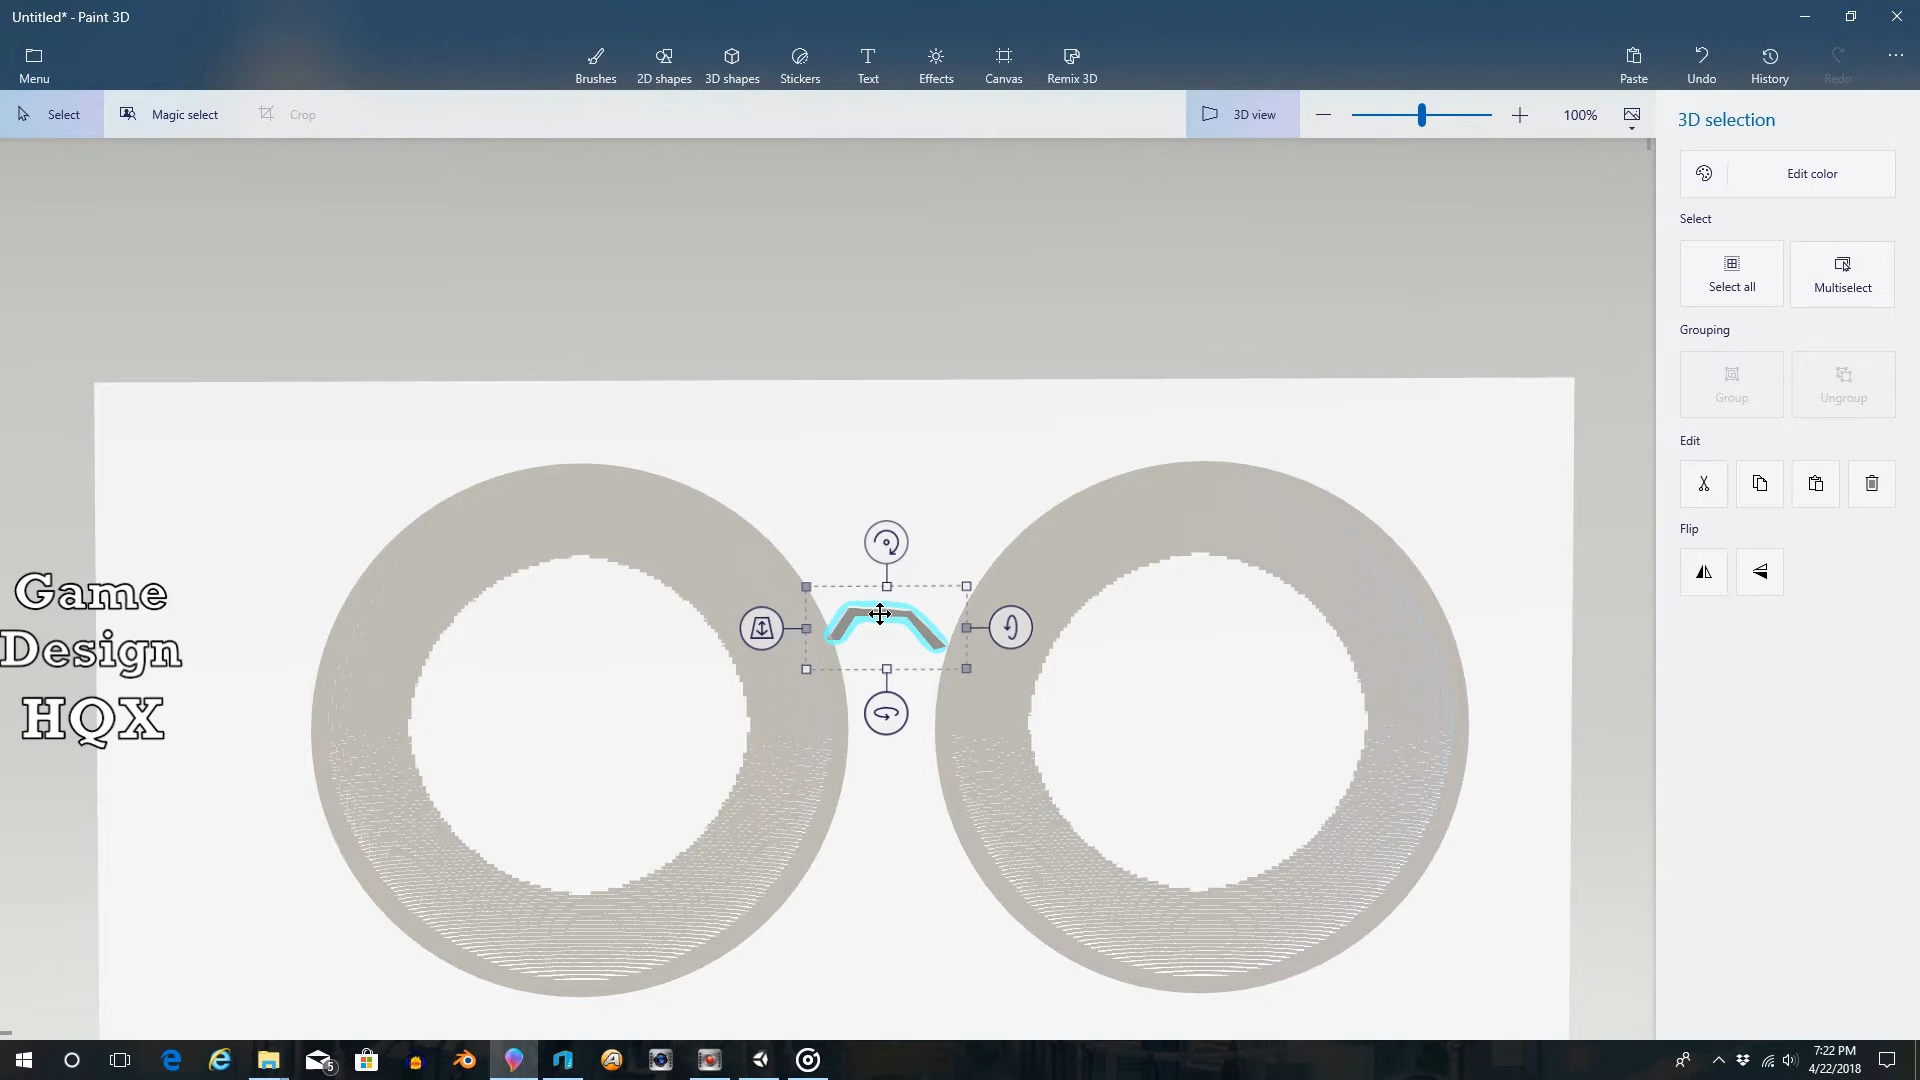 Untitled* - Paint 3D
Menu
Brushes
2D shapes
3D shapes
Stickers
Text
Effects
Canvas
Remix 3D
Paste
Undo
History
Redo
Select
Magic select
Crop
3D view
100%
3D selection
Edit color
Select
Select all
Multiselect
Grouping
Group
Ungroup
Edit
Flip
Game
Design
HQX
5
7:22 PM
4/22/2018